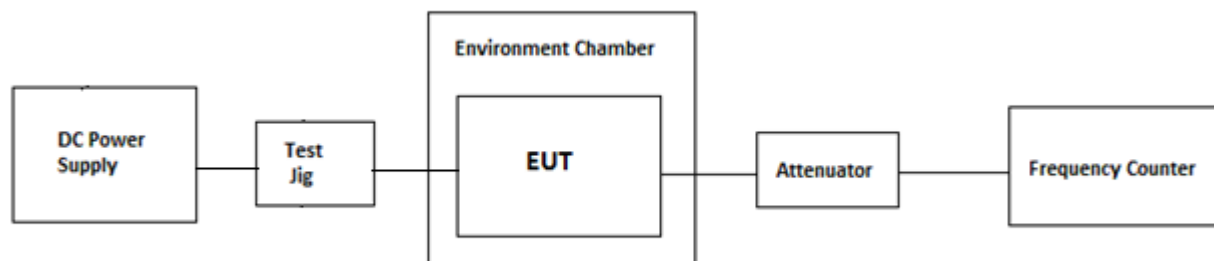 Environment Chamber
DC Power
Supply
Test
Jig
EUT
Attenuator
Frequency Counter